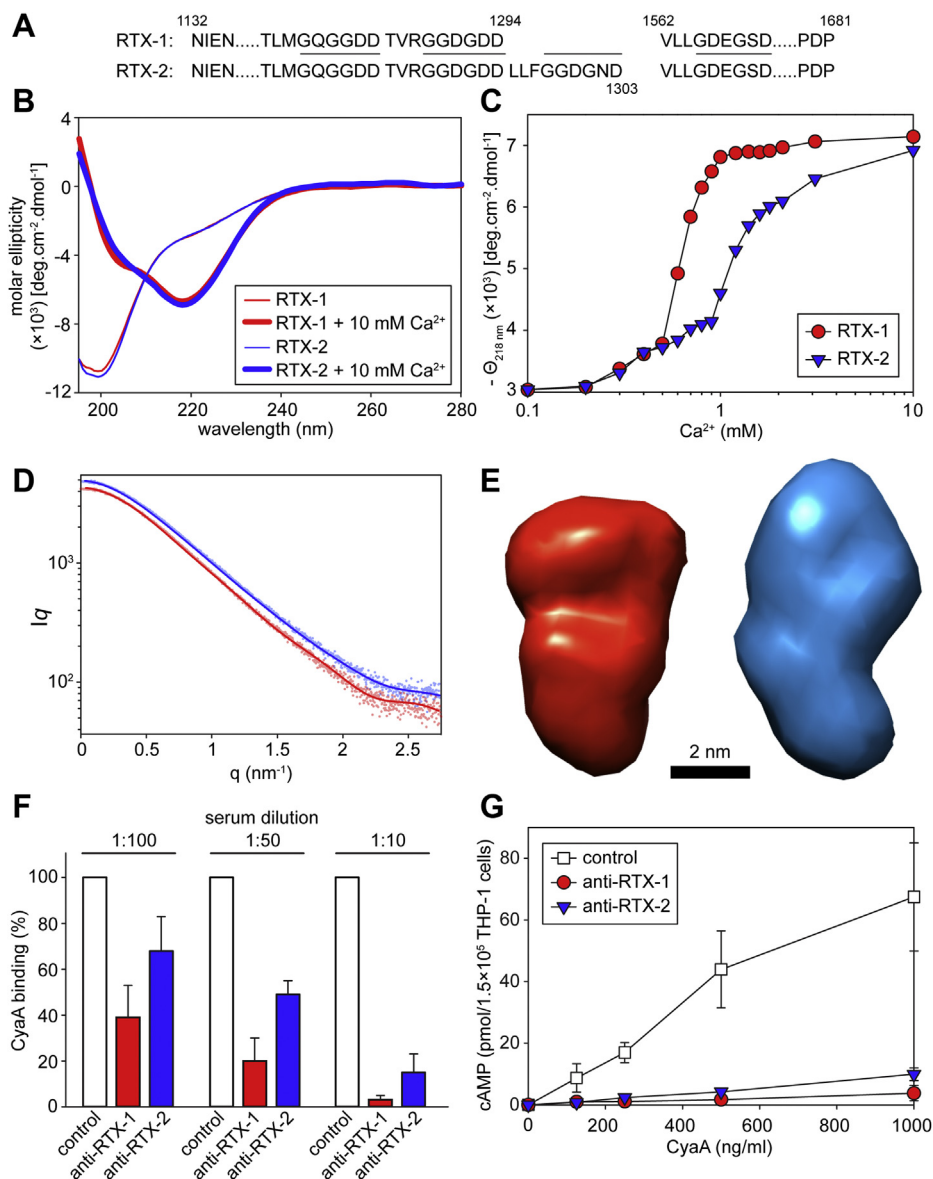 A
1132 1294 1562 1681
RTX-1: NIEN.....TLMGQGGDD TVRGGDGDD VLLGDEGSD.....PDP
RTX-2: NIEN.....TLMGQGGDD TVRGGDGDD LLFGGDGND VLLGDEGSD.....PDP
1303
B
molar ellipticity
(×10³) [deg.cm⁻².dmol⁻¹]
4
0
-4
-8
-12
RTX-1
RTX-1 + 10 mM Ca²⁺
RTX-2
RTX-2 + 10 mM Ca²⁺
200 220 240 260 280
wavelength (nm)
C
- Θ218 nm (×10³) [deg.cm⁻².dmol⁻¹]
7
6
5
4
3
RTX-1
RTX-2
0.1 1 10
Ca²⁺ (mM)
D
Iq
10³
10²
0 0.5 1 1.5 2 2.5
q (nm⁻¹)
E
2 nm
F
serum dilution
1:100 1:50 1:10
CyaA binding (%)
100
80
60
40
20
0
control anti-RTX-1 anti-RTX-2 control anti-RTX-1 anti-RTX-2 control anti-RTX-1 anti-RTX-2
G
cAMP (pmol/1.5×10⁵ THP-1 cells)
80
60
40
20
0
control
anti-RTX-1
anti-RTX-2
0 200 400 600 800 1000
CyaA (ng/ml)